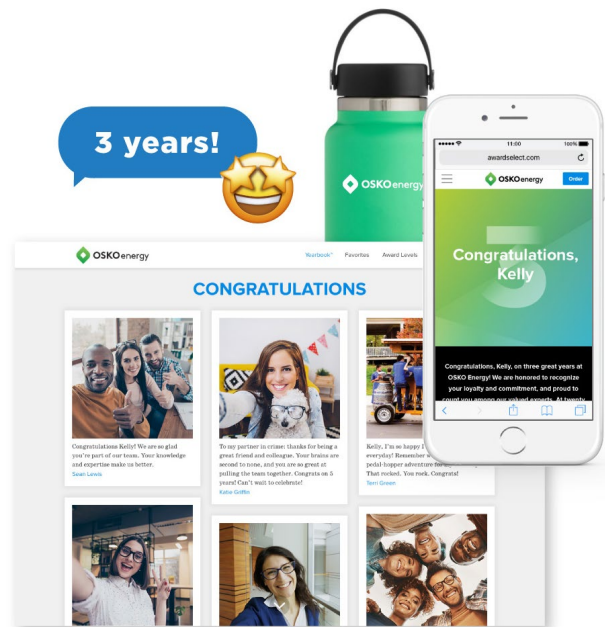 3 years!
OSKOenergy
11:00
100%
awardselect.com
OSKOenergy
Order
3
Congratulations,
Kelly
Congratulations, Kelly, on three great years at
OSKO Energy! We are honored to recognize
your loyalty and commitment, and proud to
count you among our valued experts. At twenty
OSKOenergy
Yearbook
Favorites
Award Levels
CONGRATULATIONS
Congratulations Kelly! We are so glad
you're part of our team. Your knowledge
and expertise make us better.
Sean Lewis
To my partner in crime: thanks for being a
great friend and colleague. Your brains are
second to none, and you are so great at
pulling the team together. Congrats on 5
years! Can't wait to celebrate!
Katie Griffin
Kelly, I'm so happy I
everyday! Remember
pedal-hopper adventure
That rocked. You rock. Congrats!
Terri Green